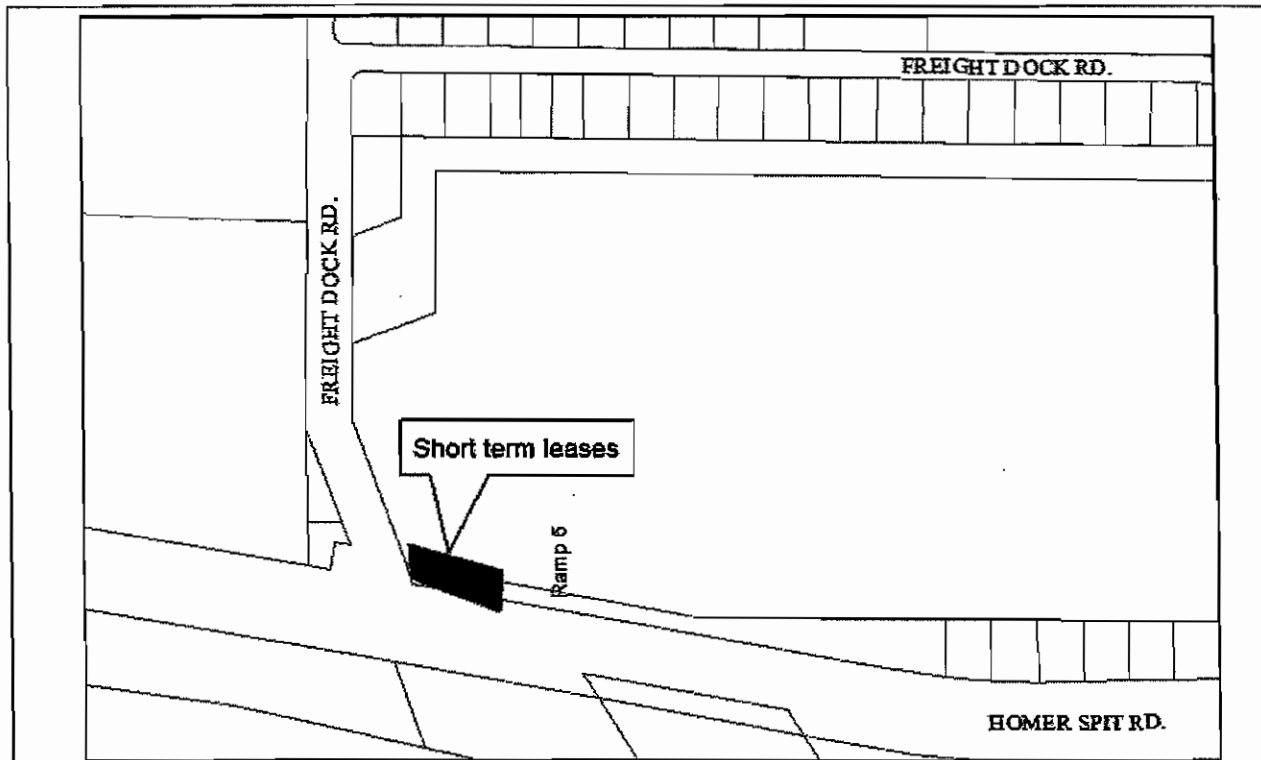 FREIGHT DOCK RD.
FREIGHT DOCK RD.
Short term leases
Ramp 5
HOMER SPIT RD.